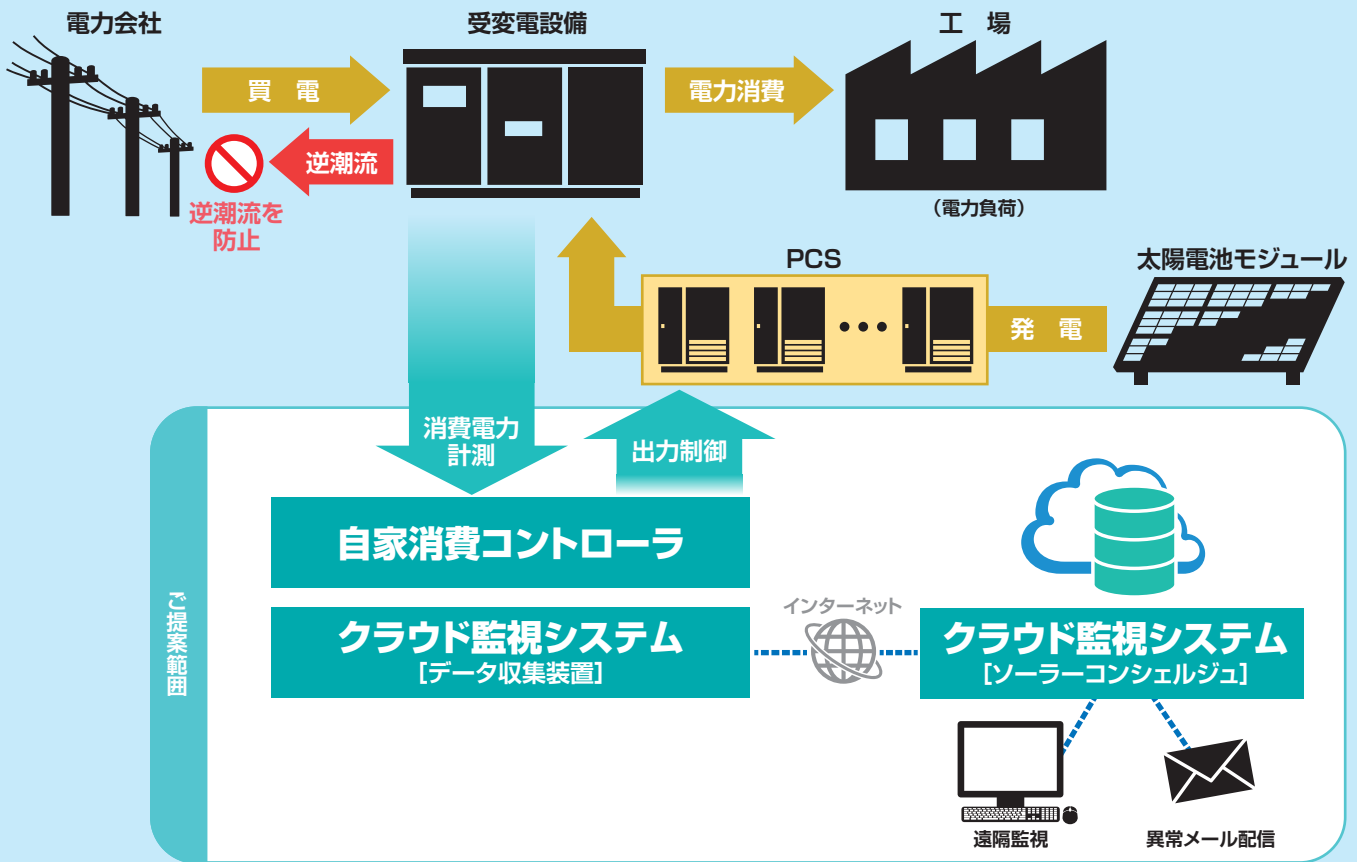 電力会社
受変電設備
工 場
買 電
電力消費
逆潮流
逆潮流を
防止
（電力負荷）
PCS
太陽電池モジュール
発 電
消費電力
計測
出力制御
自家消費コントローラ
クラウド監視システム
［データ収集装置］
インターネット
クラウド監視システム
［ソーラーコンシェルジュ］
ご提案範囲
遠隔監視
異常メール配信